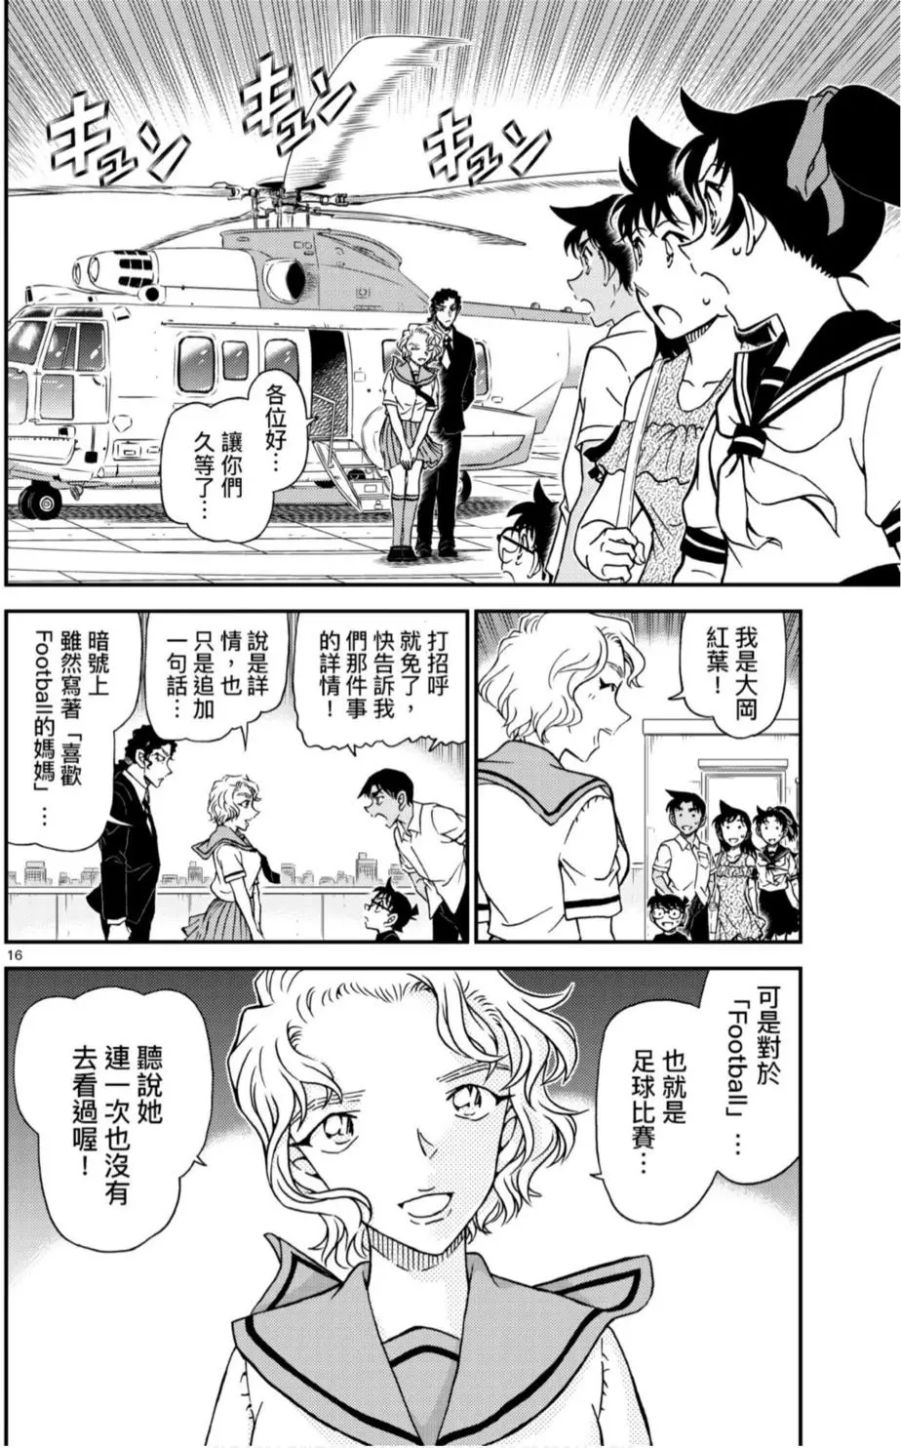 キュン
キュン
キュン
各位好…
讓你們
久等了…
我是大岡
紅葉！
打招呼，
就免了，
快告訴我
們那件事
的詳情！
說是詳
情，也
只是追加
一句話…
暗號上
雖然寫著「喜歡
Football的媽媽」…
16
可是對於
「Football」…
也就是
足球比賽…
聽說她
連一次也沒有
去看過喔！